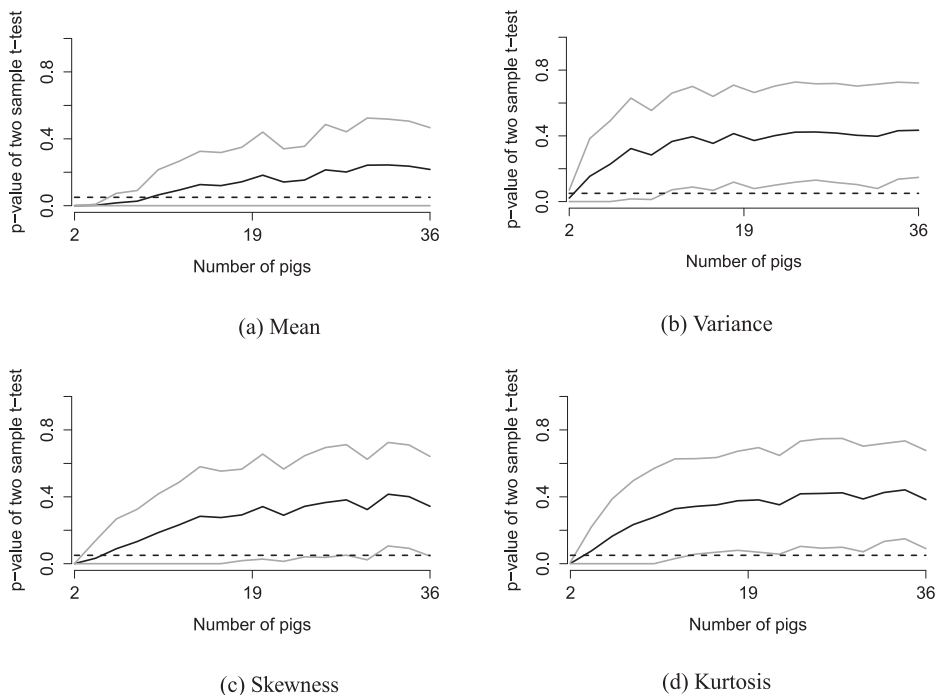 p−value of two sample t−test
0.8
0.4
0.0
2
19
36
Number of pigs
(a) Mean
p−value of two sample t−test
0.8
0.4
0.0
2
19
36
Number of pigs
(b) Variance
p−value of two sample t−test
0.8
0.4
0.0
2
19
36
Number of pigs
(c) Skewness
p−value of two sample t−test
0.8
0.4
0.0
2
19
36
Number of pigs
(d) Kurtosis